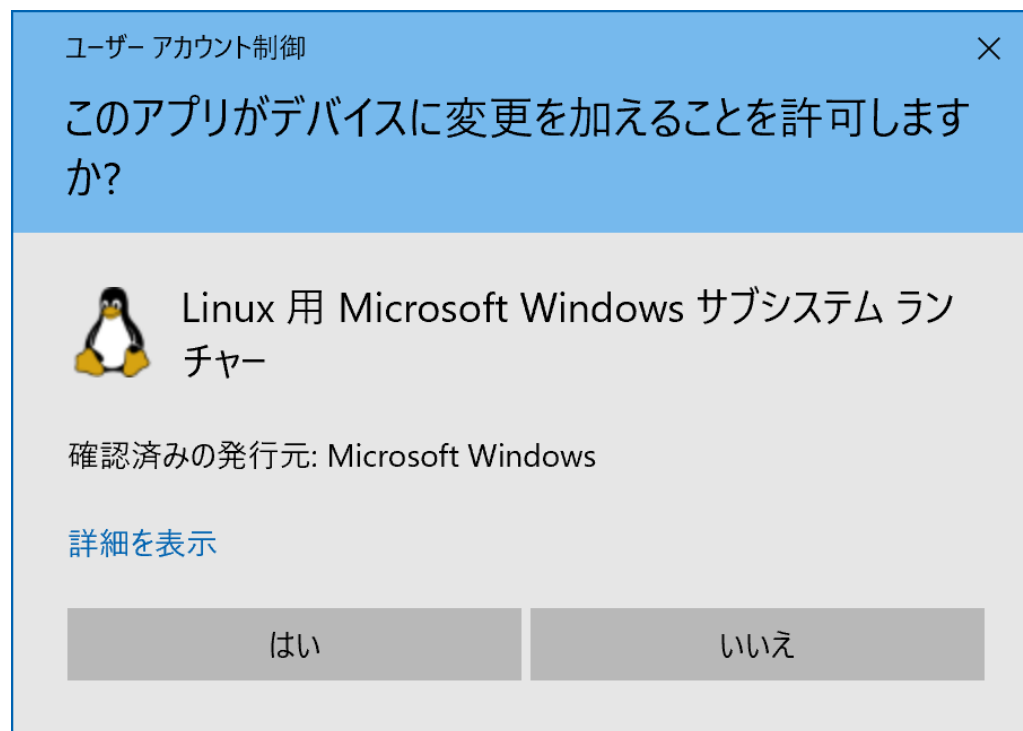 ユーザー アカウント制御
このアプリがデバイスに変更を加えることを許可します
か?
Linux 用 Microsoft Windows サブシステム ラン
チャー
確認済みの発行元: Microsoft Windows
詳細を表示
はい
いいえ